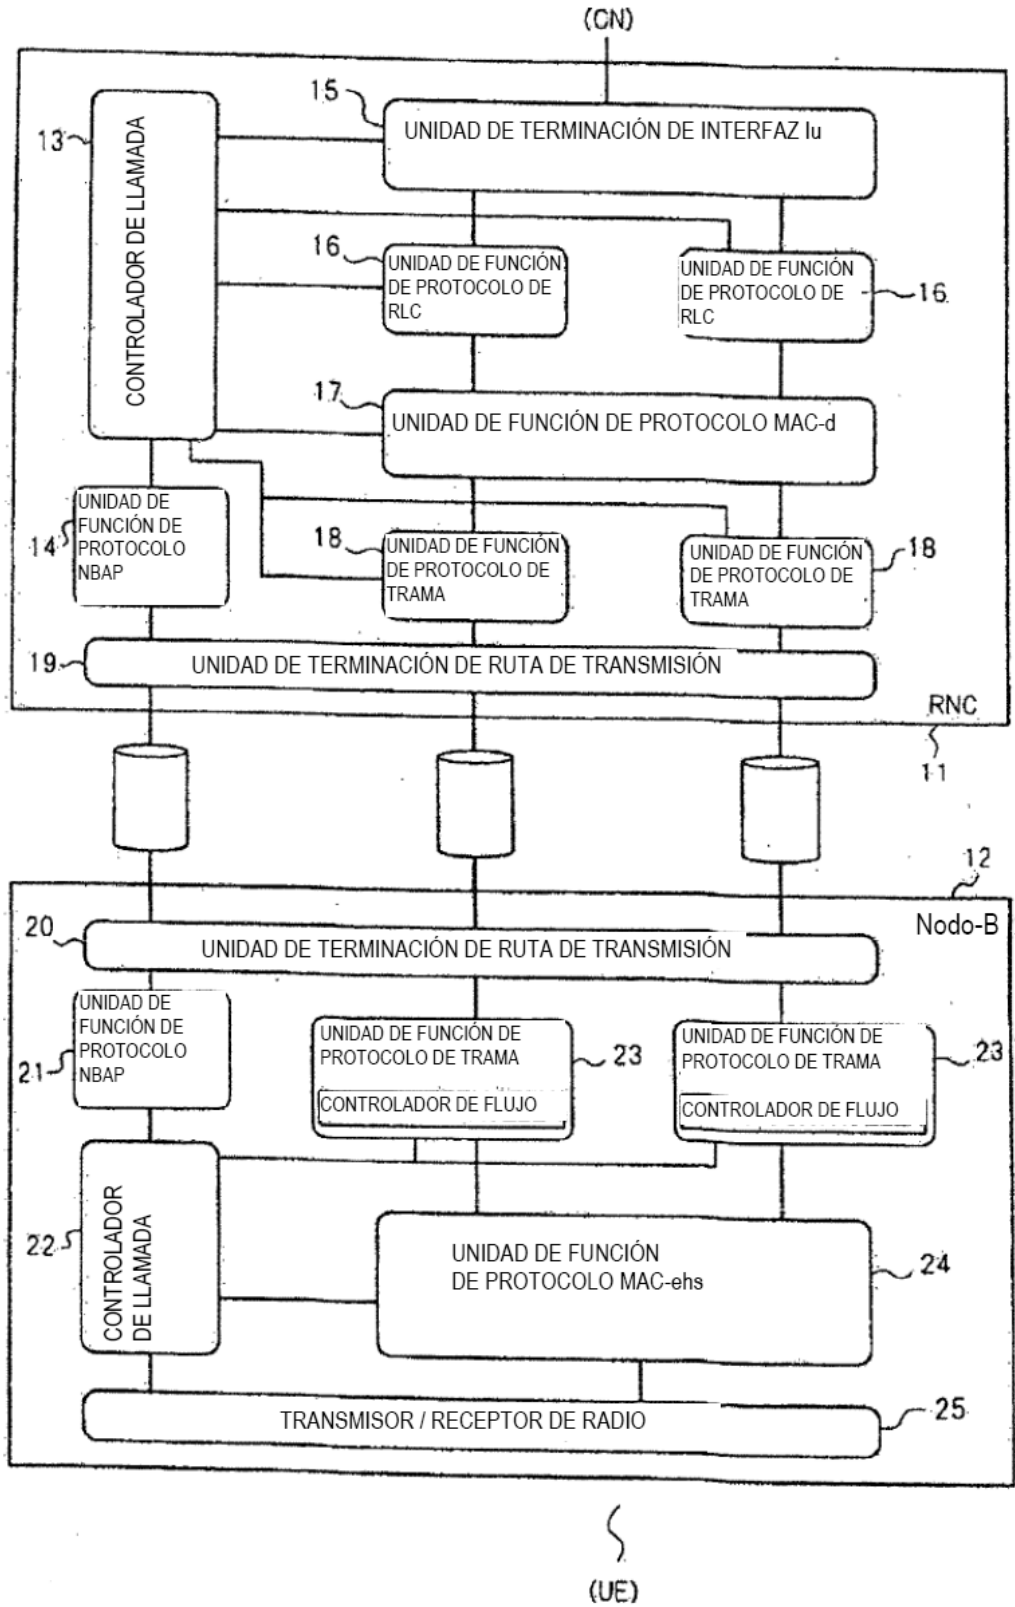 (CN)
13
CONTROLADOR DE LLAMADA
15
UNIDAD DE TERMINACIÓN DE INTERFAZ Iu
16
UNIDAD DE FUNCIÓN
DE PROTOCOLO DE
RLC
UNIDAD DE FUNCIÓN
DE PROTOCOLO DE
RLC
16
17
UNIDAD DE FUNCIÓN DE PROTOCOLO MAC-d
14
UNIDAD DE
FUNCIÓN DE
PROTOCOLO
NBAP
18
UNIDAD DE FUNCIÓN
DE PROTOCOLO DE
TRAMA
UNIDAD DE FUNCIÓN
DE PROTOCOLO DE
TRAMA
18
19
UNIDAD DE TERMINACIÓN DE RUTA DE TRANSMISIÓN
RNC
11
12
Nodo-B
20
UNIDAD DE TERMINACIÓN DE RUTA DE TRANSMISIÓN
21
UNIDAD DE
FUNCIÓN DE
PROTOCOLO
NBAP
UNIDAD DE FUNCIÓN DE
PROTOCOLO DE TRAMA
CONTROLADOR DE FLUJO
23
UNIDAD DE FUNCIÓN DE
PROTOCOLO DE TRAMA
CONTROLADOR DE FLUJO
23
22
CONTROLADOR
DE LLAMADA
UNIDAD DE FUNCIÓN
DE PROTOCOLO MAC-ehs
24
TRANSMISOR / RECEPTOR DE RADIO
25
(UE)